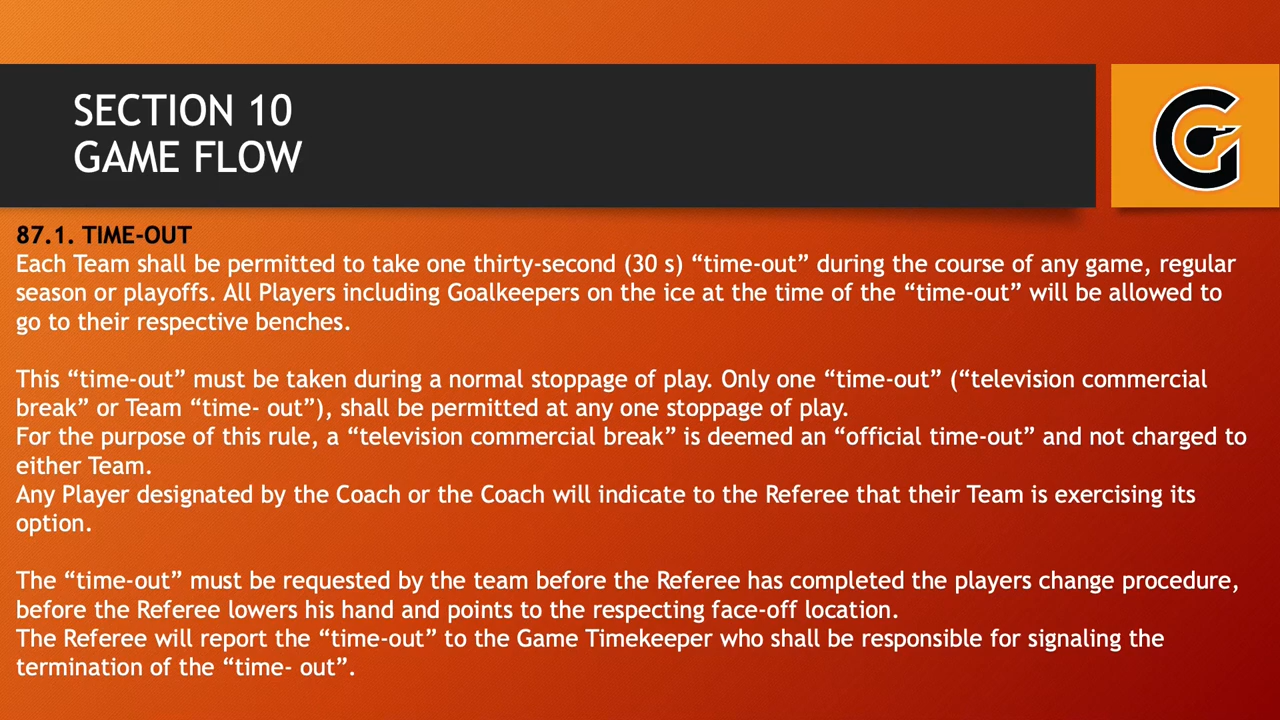 SECTION 10
GAME FLOW
87.1. TIME-OUT
Each Team shall be permitted to take one thirty-second (30 s) “time-out” during the course of any game, regular
season or playoffs. All Players including Goalkeepers on the ice at the time of the “time-out” will be allowed to
go to their respective benches.
This “time-out” must be taken during a normal stoppage of play. Only one “time-out” (“television commercial
break” or Team “time- out”), shall be permitted at any one stoppage of play.
For the purpose of this rule, a “television commercial break” is deemed an “official time-out” and not charged to
either Team.
Any Player designated by the Coach or the Coach will indicate to the Referee that their Team is exercising its
option.
The “time-out” must be requested by the team before the Referee has completed the players change procedure,
before the Referee lowers his hand and points to the respecting face-off location.
The Referee will report the “time-out” to the Game Timekeeper who shall be responsible for signaling the
termination of the “time- out”.